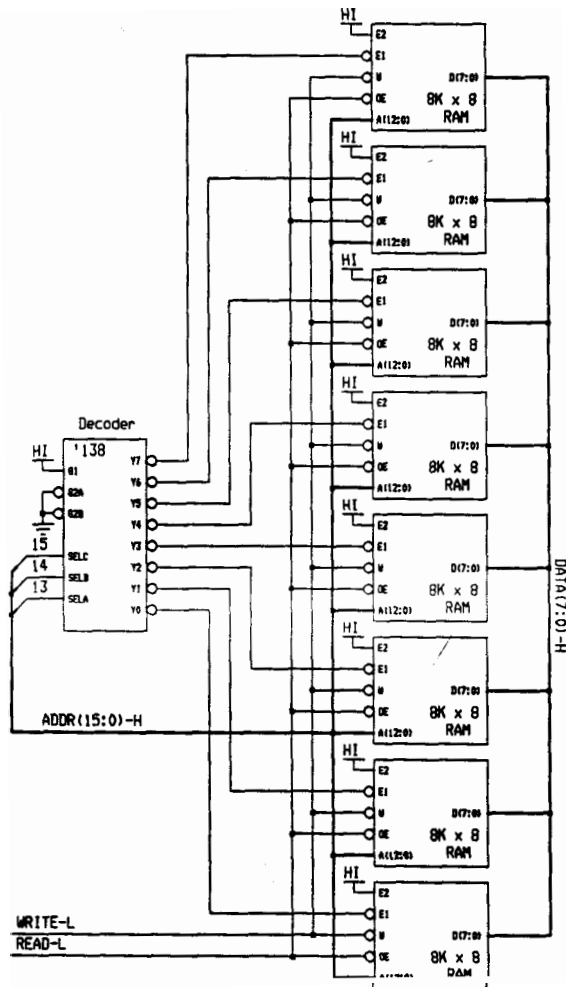 HI
E2
E1
W D(7:0)
OE 8K x 8
A(12:0) RAM
HI
E2
E1
W D(7:0)
OE 8K x 8
A(12:0) RAM
HI
E2
E1
W D(7:0)
OE 8K x 8
A(12:0) RAM
HI
E2
E1
W D(7:0)
OE 8K x 8
A(12:0) RAM
HI
E2
E1
W D(7:0)
OE 8K x 8
A(12:0) RAM
HI
E2
E1
W D(7:0)
OE 8K x 8
A(12:0) RAM
HI
E2
E1
W D(7:0)
OE 8K x 8
A(12:0) RAM
HI
E2
E1
W D(7:0)
OE 8K x 8
A(12:0) RAM
Decoder
'138
HI
G1
G2A
G2B
15 SELC
14 SELB
13 SELA
Y7
Y6
Y5
Y4
Y3
Y2
Y1
Y0
ADDR(15:0)-H
WRITE-L
READ-L
DATA(7:0)-H